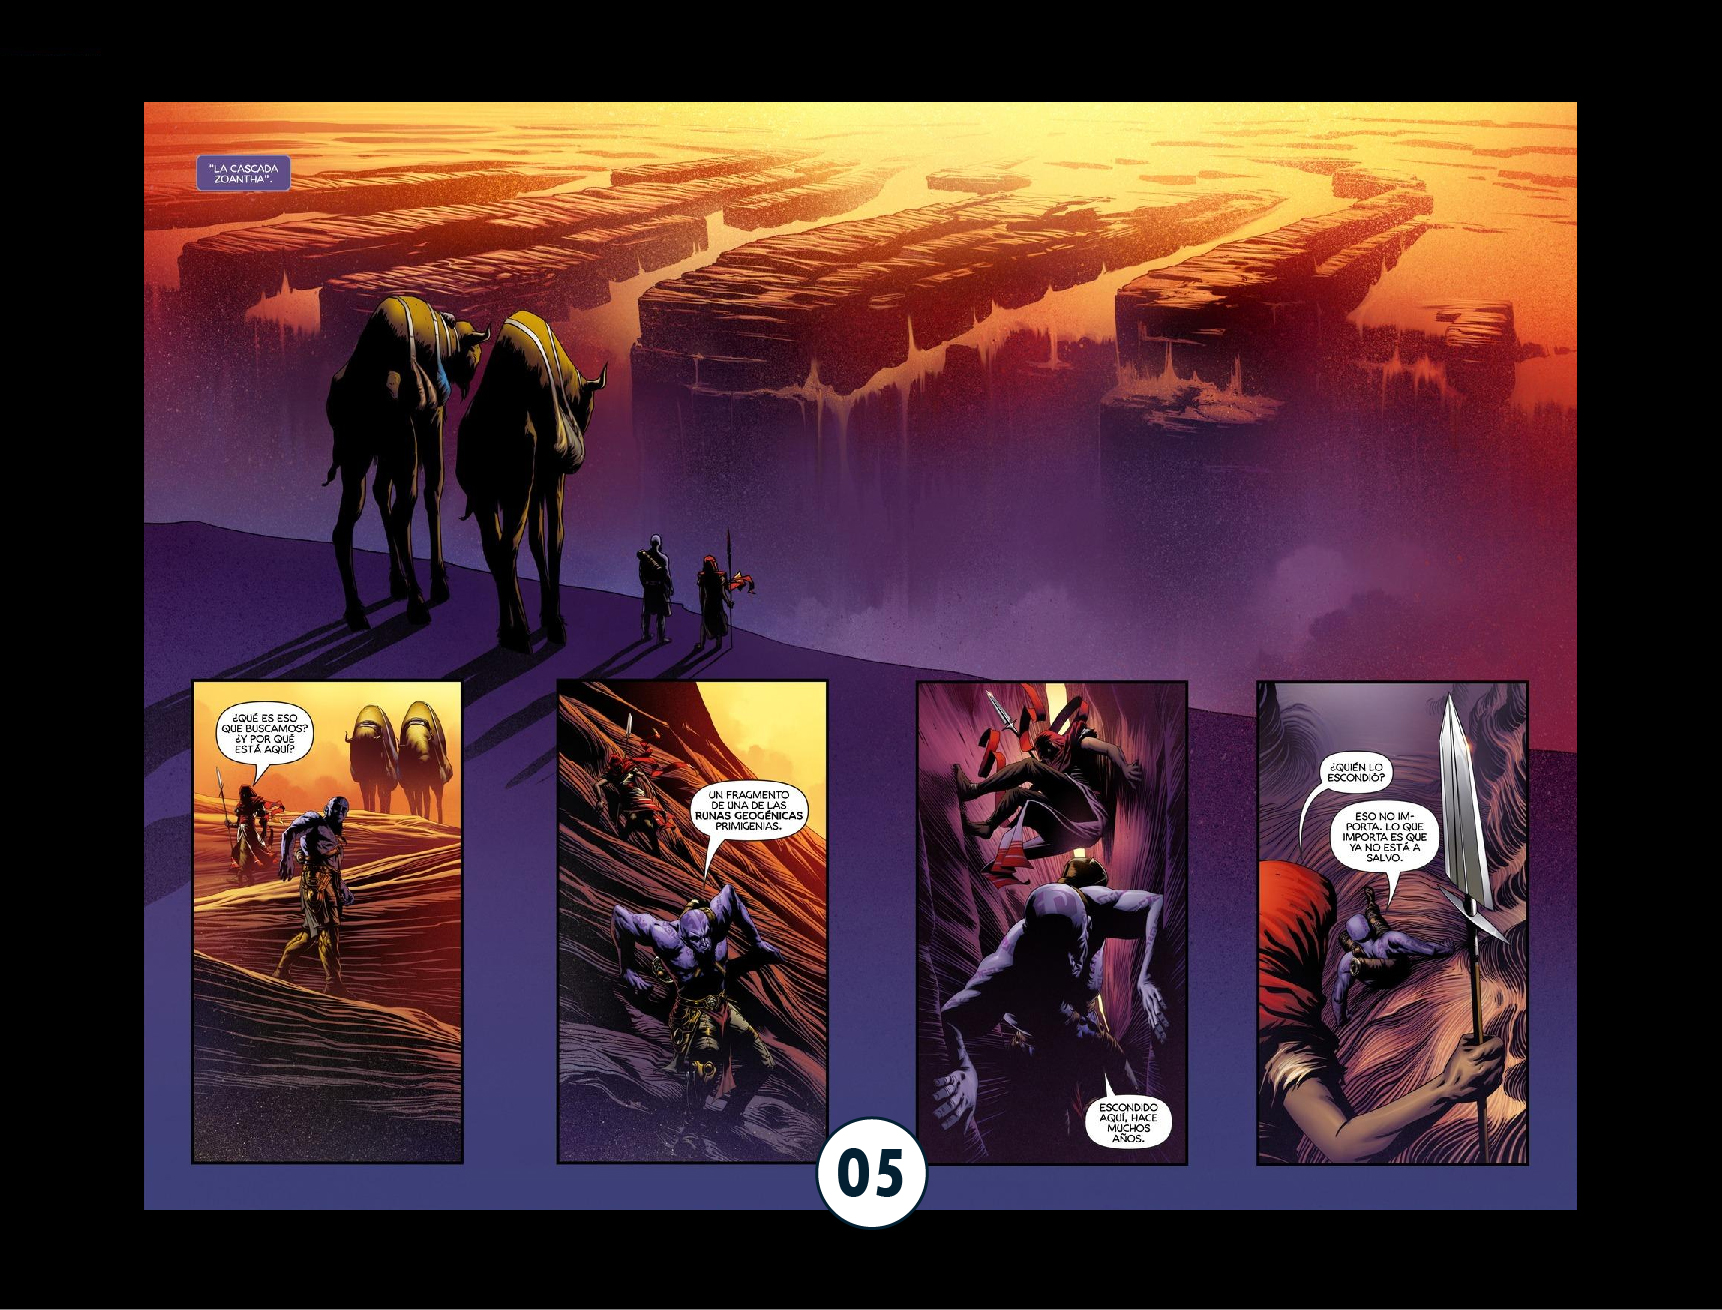 "LA CASCADA
ZOANTHA".
¿QUÉ ES ESO
QUE BUSCAMOS?
¿Y POR QUÉ
ESTÁ AQUÍ?
UN FRAGMENTO
DE UNA DE LAS
RUNAS GEOGÉNICAS
PRIMIGENIAS.
ESCONDIDO
AQUÍ, HACE
MUCHOS
AÑOS.
¿QUIÉN LO
ESCONDIÓ?
ESO NO IM-
PORTA. LO QUE
IMPORTA ES QUE
YA NO ESTÁ A
SALVO.
05